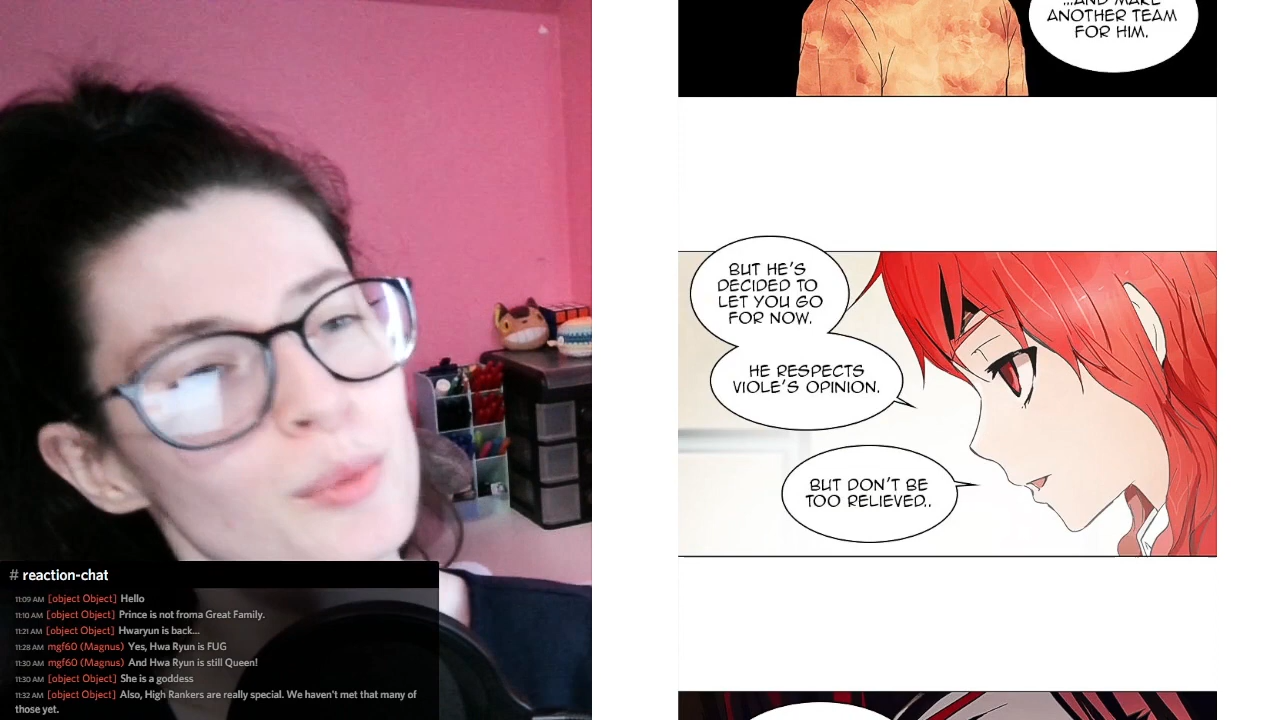 ...AND MAKE
ANOTHER TEAM
FOR HIM.
BUT HE'S
DECIDED TO
LET YOU GO
FOR NOW.
HE RESPECTS
VIOLE'S OPINION.
BUT DON'T BE
TOO RELIEVED..
# reaction-chat
11:09 AM [object Object] Hello
11:10 AM [object Object] Prince is not froma Great Family.
11:21 AM [object Object] Hwaryun is back...
11:28 AM mgf60 (Magnus) Yes, Hwa Ryun is FUG
11:30 AM mgf60 (Magnus) And Hwa Ryun is still Queen!
11:30 AM [object Object] She is a goddess
11:32 AM [object Object] Also, High Rankers are really special. We haven't met that many of
those yet.